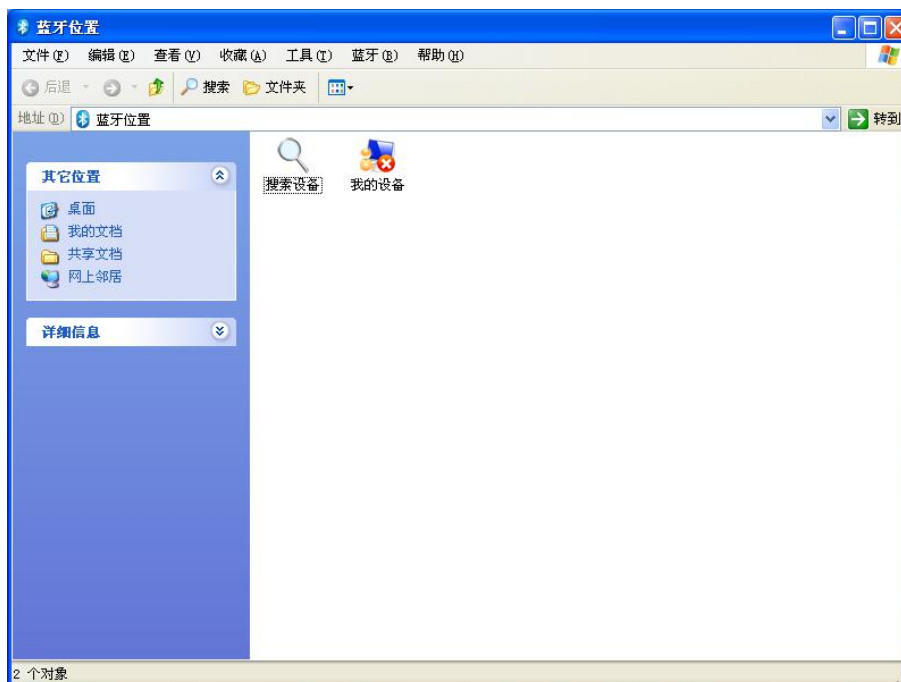 蓝牙位置
文件(F) 编辑(E) 查看(V) 收藏(A) 工具(T) 蓝牙(B) 帮助(H)
后退 搜索 文件夹
地址(D) 蓝牙位置 转到
其它位置
桌面
我的文档
共享文档
网上邻居
详细信息
搜索设备 我的设备
2 个对象